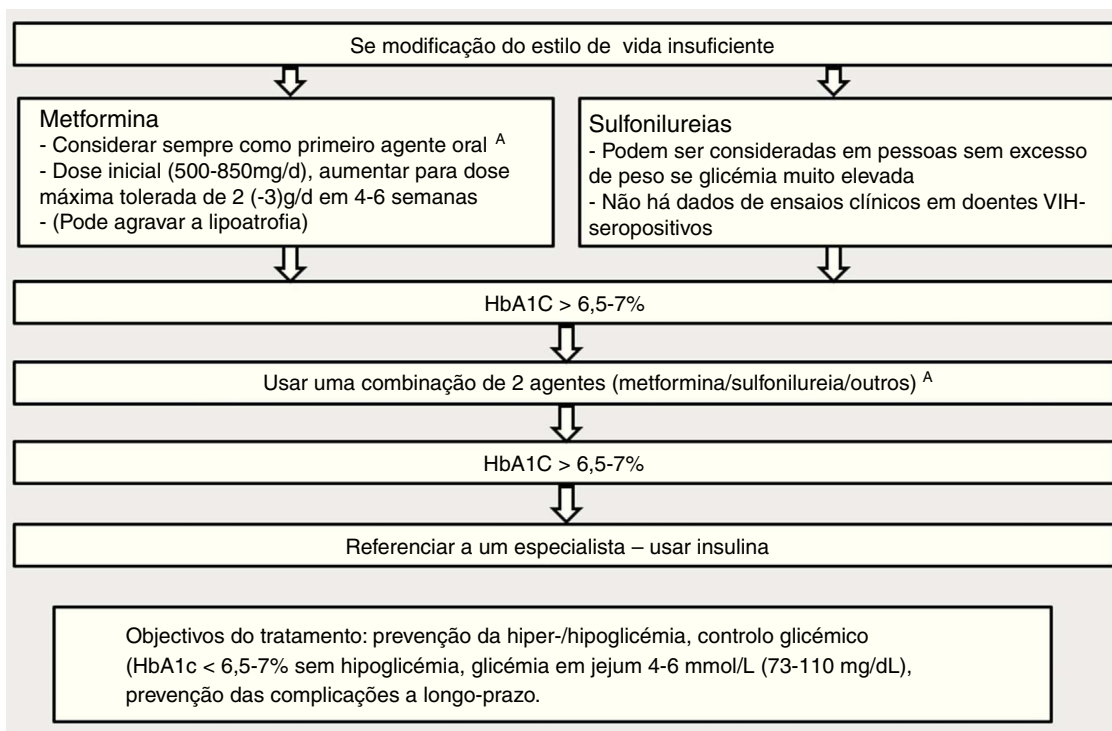 Se modificação do estilo de vida insuficiente
Metformina
- Considerar sempre como primeiro agente oral A
- Dose inicial (500-850mg/d), aumentar para dose
máxima tolerada de 2 (-3)g/d em 4-6 semanas
- (Pode agravar a lipoatrofia)
Sulfonilureias
- Podem ser consideradas em pessoas sem excesso
de peso se glicémia muito elevada
- Não há dados de ensaios clínicos em doentes VIH-
seropositivos
HbA1C > 6,5-7%
Usar uma combinação de 2 agentes (metformina/sulfonilureia/outros) A
HbA1C > 6,5-7%
Referenciar a um especialista – usar insulina
Objectivos do tratamento: prevenção da hiper-/hipoglicémia, controlo glicémico
(HbA1c < 6,5-7% sem hipoglicémia, glicémia em jejum 4-6 mmol/L (73-110 mg/dL),
prevenção das complicações a longo-prazo.